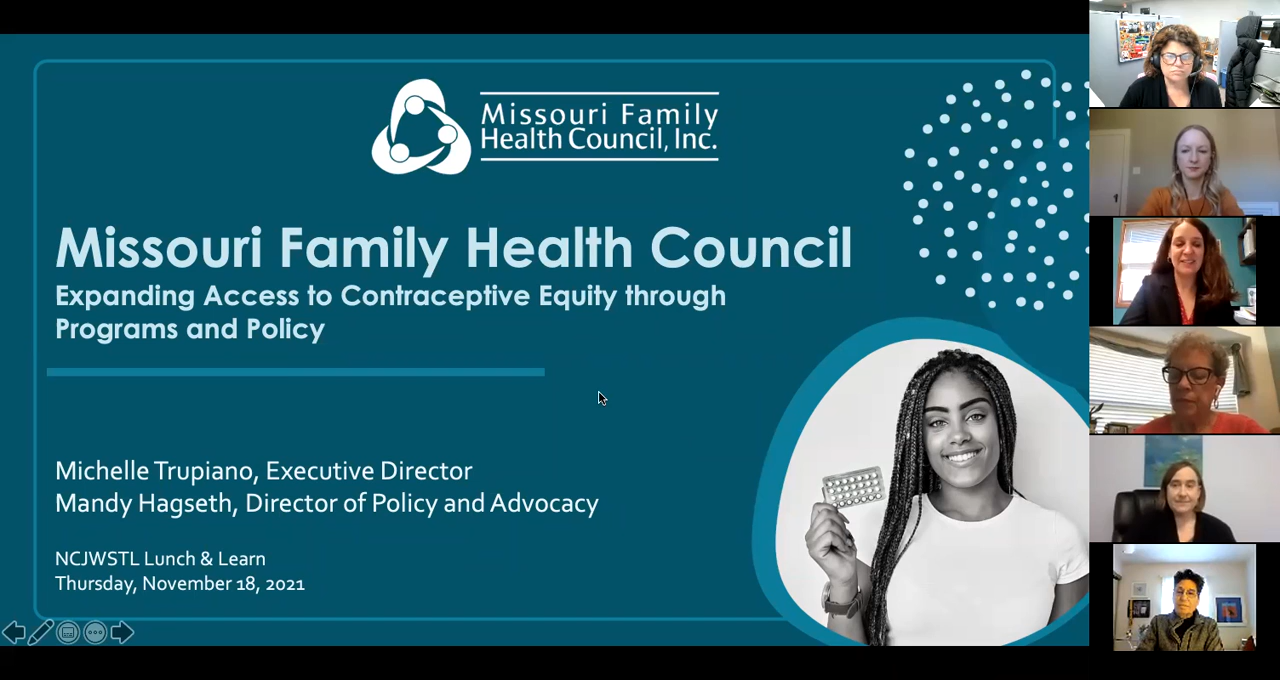 Missouri Family
Health Council, Inc.
Missouri Family Health Council
Expanding Access to Contraceptive Equity through
Programs and Policy
Michelle Trupiano, Executive Director
Mandy Hagseth, Director of Policy and Advocacy
NCJWSTL Lunch & Learn
Thursday, November 18, 2021